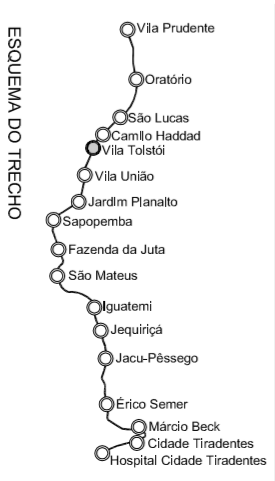 ESQUEMA DO TRECHO
Vila Prudente
Oratório
São Lucas
Camllo Haddad
Vila Tolstói
Vila União
JardIm Planalto
Sapopemba
Fazenda da Juta
São Mateus
Iguatemi
Jequiriçá
Jacu-Pêssego
Érico Semer
Márcio Beck
Cidade Tiradentes
Hospital Cidade Tiradentes